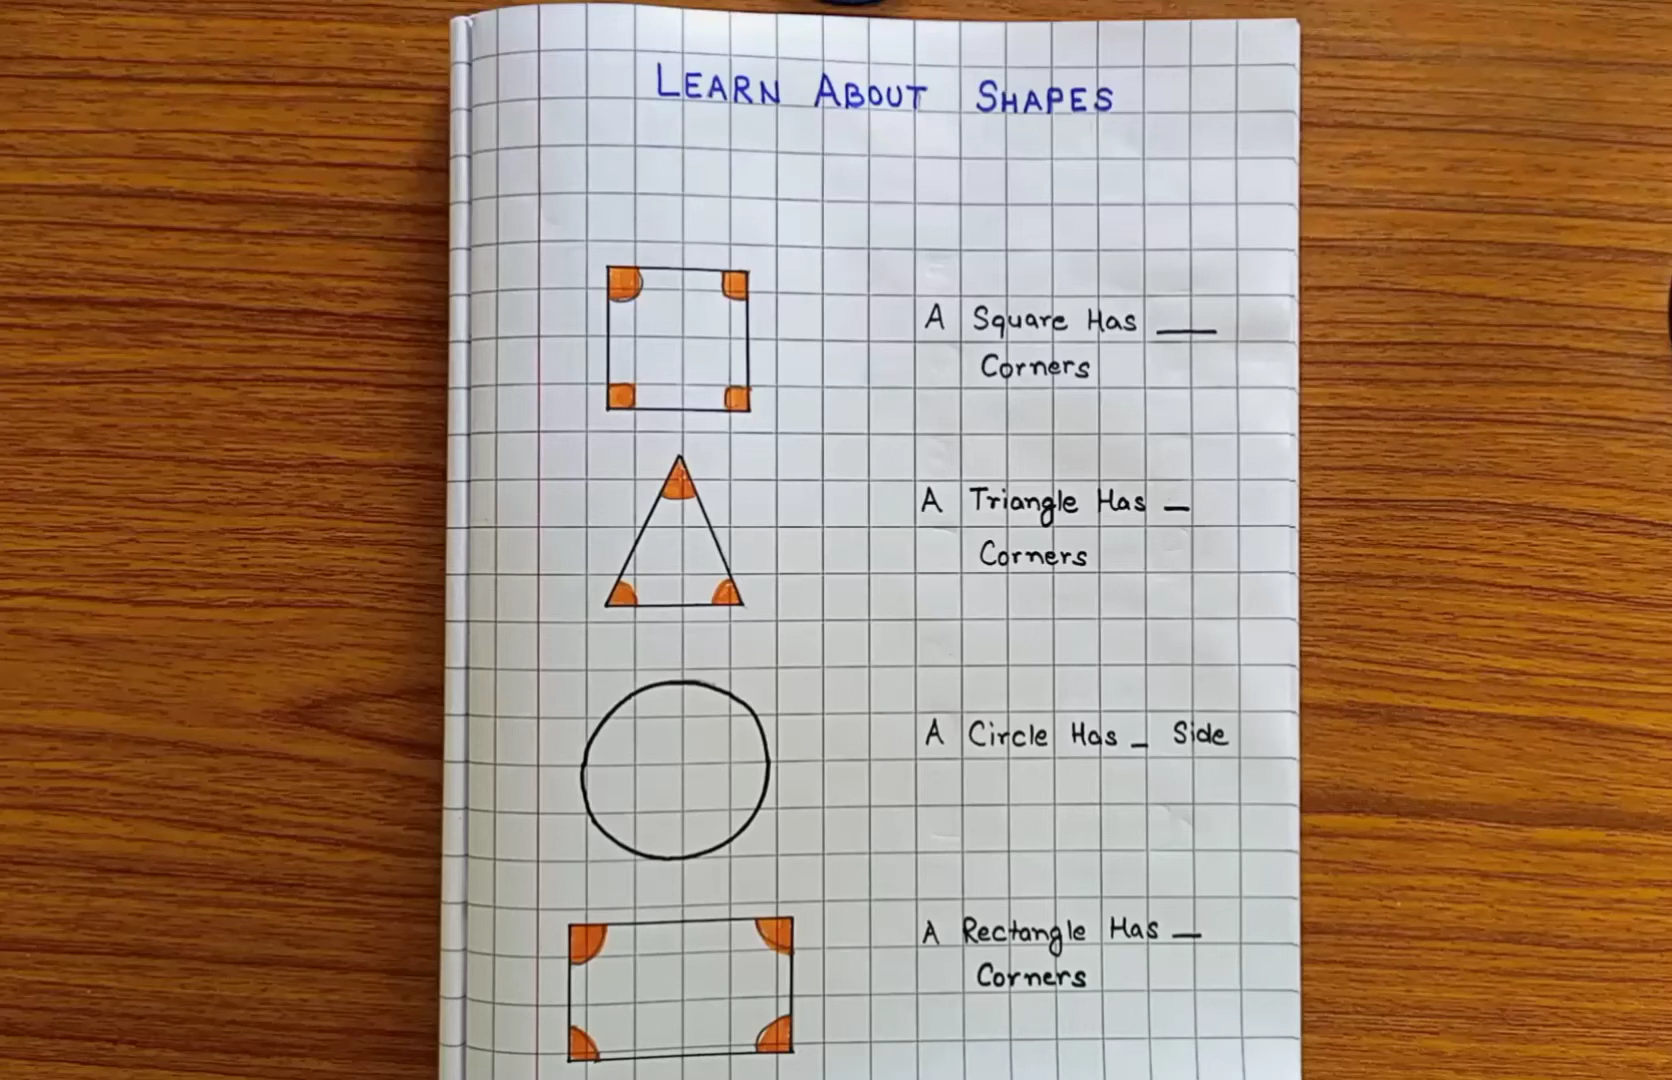 LEARN ABOUT SHAPES
A Square Has ___
Corners
A Triangle Has _
Corners
A Circle Has _ Side
A Rectangle Has _
Corners